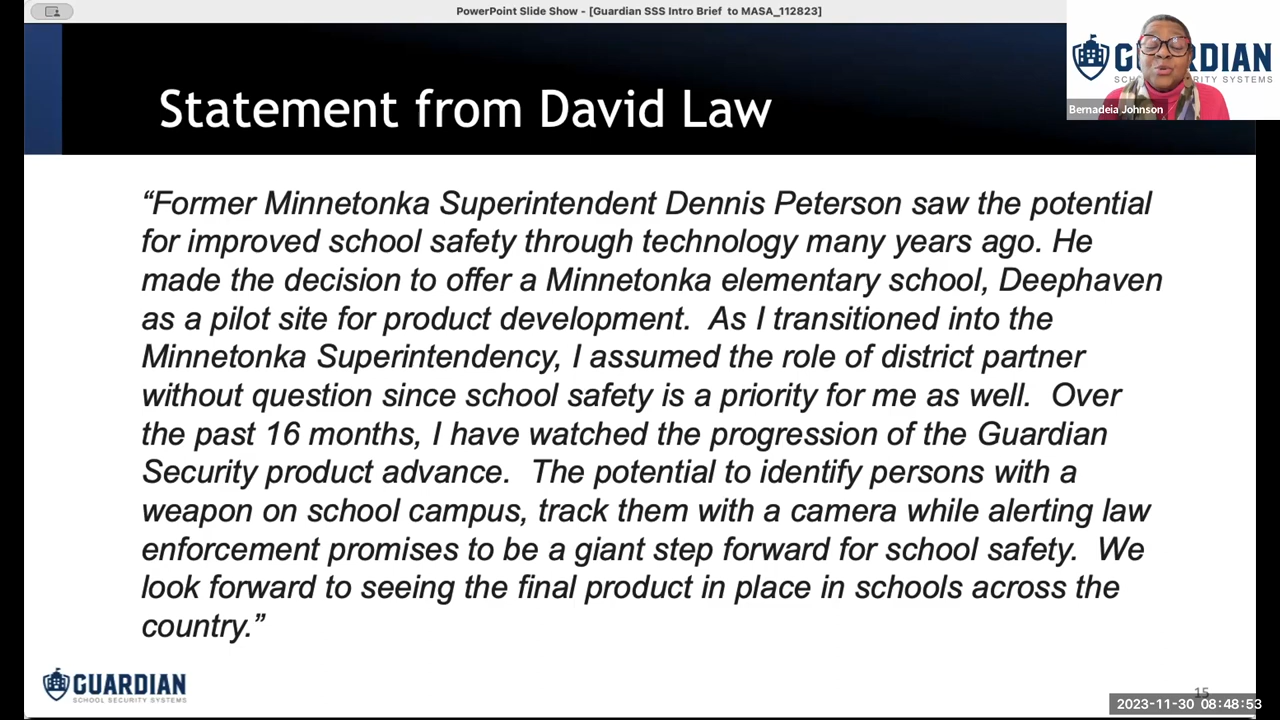 PowerPoint Slide Show - [Guardian SSS Intro Brief to MASA_112823]
Statement from David Law
GUARDIAN
SCHOOL SECURITY SYSTEMS
Bernadeia Johnson
“Former Minnetonka Superintendent Dennis Peterson saw the potential
for improved school safety through technology many years ago. He
made the decision to offer a Minnetonka elementary school, Deephaven
as a pilot site for product development. As I transitioned into the
Minnetonka Superintendency, I assumed the role of district partner
without question since school safety is a priority for me as well. Over
the past 16 months, I have watched the progression of the Guardian
Security product advance. The potential to identify persons with a
weapon on school campus, track them with a camera while alerting law
enforcement promises to be a giant step forward for school safety. We
look forward to seeing the final product in place in schools across the
country.”
GUARDIAN
SCHOOL SECURITY SYSTEMS
15
2023-11-30 08:48:53